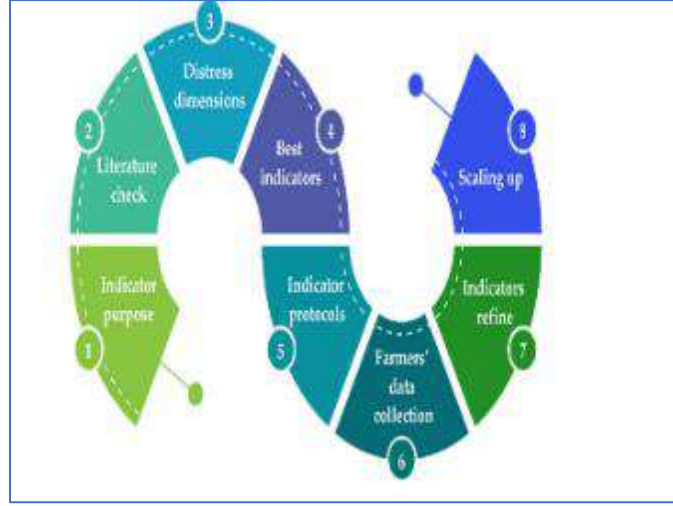 1
Indicator
purpose
2
Literature
check
3
Distress
dimensions
4
Best
indicators
5
Indicator
protocols
6
Farmers'
data
collection
7
Indicators
refine
8
Scaling up